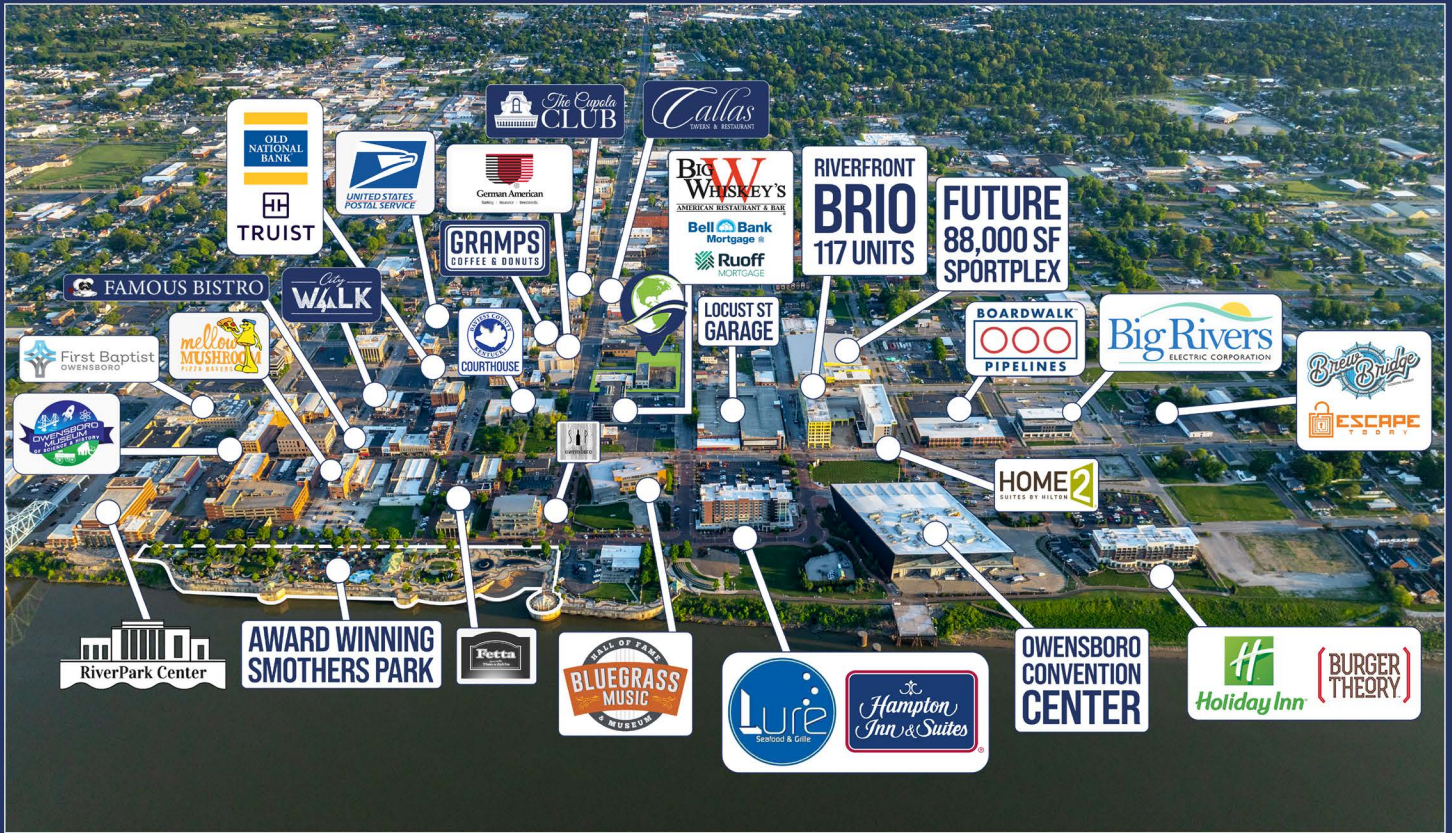 The Cupola
CLUB
Callas
TAVERN & RESTAURANT
OLD
NATIONAL
BANK
TRUIST
UNITED STATES
POSTAL SERVICE
German American
Banking | Insurance | Investments
BIG W
WHISKEY'S
AMERICAN RESTAURANT & BAR
Bell Bank
Mortgage
Ruoff
MORTGAGE
RIVERFRONT
BRIO
117 UNITS
FUTURE
88,000 SF
SPORTPLEX
GRAMPS
COFFEE & DONUTS
FAMOUS BISTRO
City
WALK
LOCUST ST
GARAGE
BOARDWALK
PIPELINES
Big Rivers
ELECTRIC CORPORATION
First Baptist
OWENSBORO
mellow
MUSHROOM
PIZZA BAKERS
DAVIESS COUNTY
KENTUCKY
COURTHOUSE
Brew Bridge
ESCAPE
TODAY
OWENSBORO
MUSEUM
OF SCIENCE & HISTORY
owensboro
HOME2
SUITES BY HILTON
RiverPark Center
AWARD WINNING
SMOTHERS PARK
Fetta
HALL OF FAME
BLUEGRASS
MUSIC
& MUSEUM
Lure
Seafood & Grille
Hampton
Inn & Suites
OWENSBORO
CONVENTION
CENTER
Holiday Inn
BURGER
THEORY